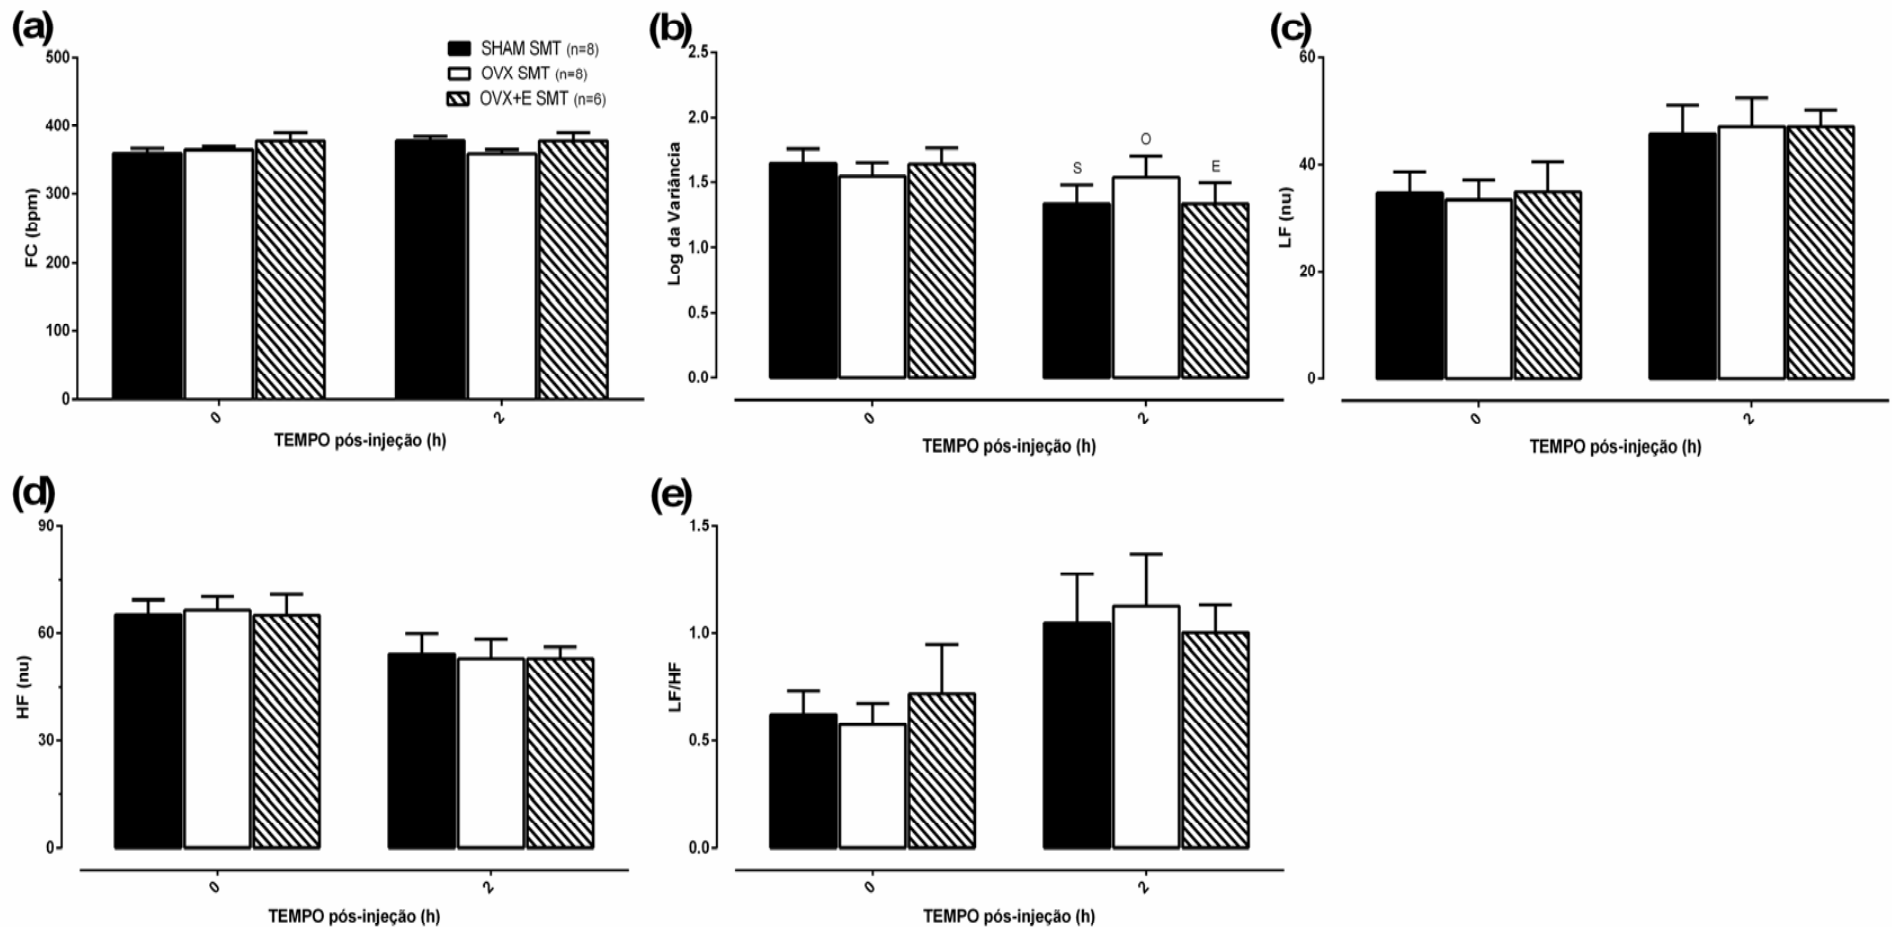 (a)
500
400
300
200
100
0
FC (bpm)
SHAM SMT (n=8)
OVX SMT (n=8)
OVX+E SMT (n=6)
0
2
TEMPO pós-injeção (h)
(b)
2.5
2.0
1.5
1.0
0.5
0.0
Log da Variância
S
O
E
0
2
TEMPO pós-injeção (h)
(c)
60
40
20
0
LF (nu)
0
2
TEMPO pós-injeção (h)
(d)
90
60
30
0
HF (nu)
0
2
TEMPO pós-injeção (h)
(e)
1.5
1.0
0.5
0.0
LF/HF
0
2
TEMPO pós-injeção (h)